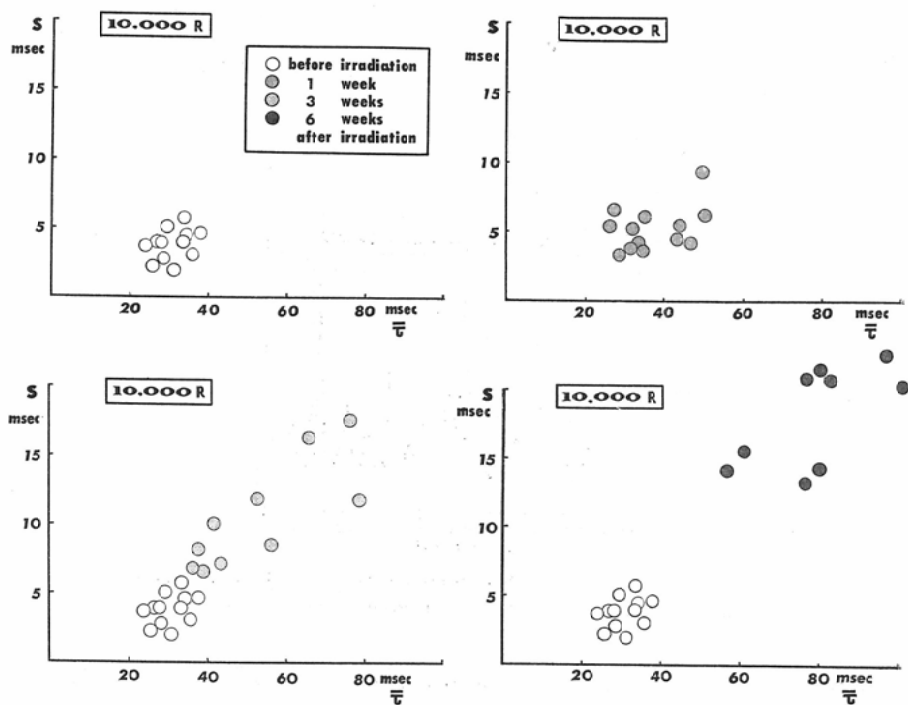 S
10.000 R
msec
before irradiation
1 week
3 weeks
6 weeks
after irradiation
15
10
5
20 40 60 80 msec
τ̅
S
10.000 R
msec
15
10
5
20 40 60 80 msec
τ̅
S
10.000 R
msec
15
10
5
20 40 60 80 msec
τ̅
S
10.000 R
msec
15
10
5
20 40 60 80 msec
τ̅